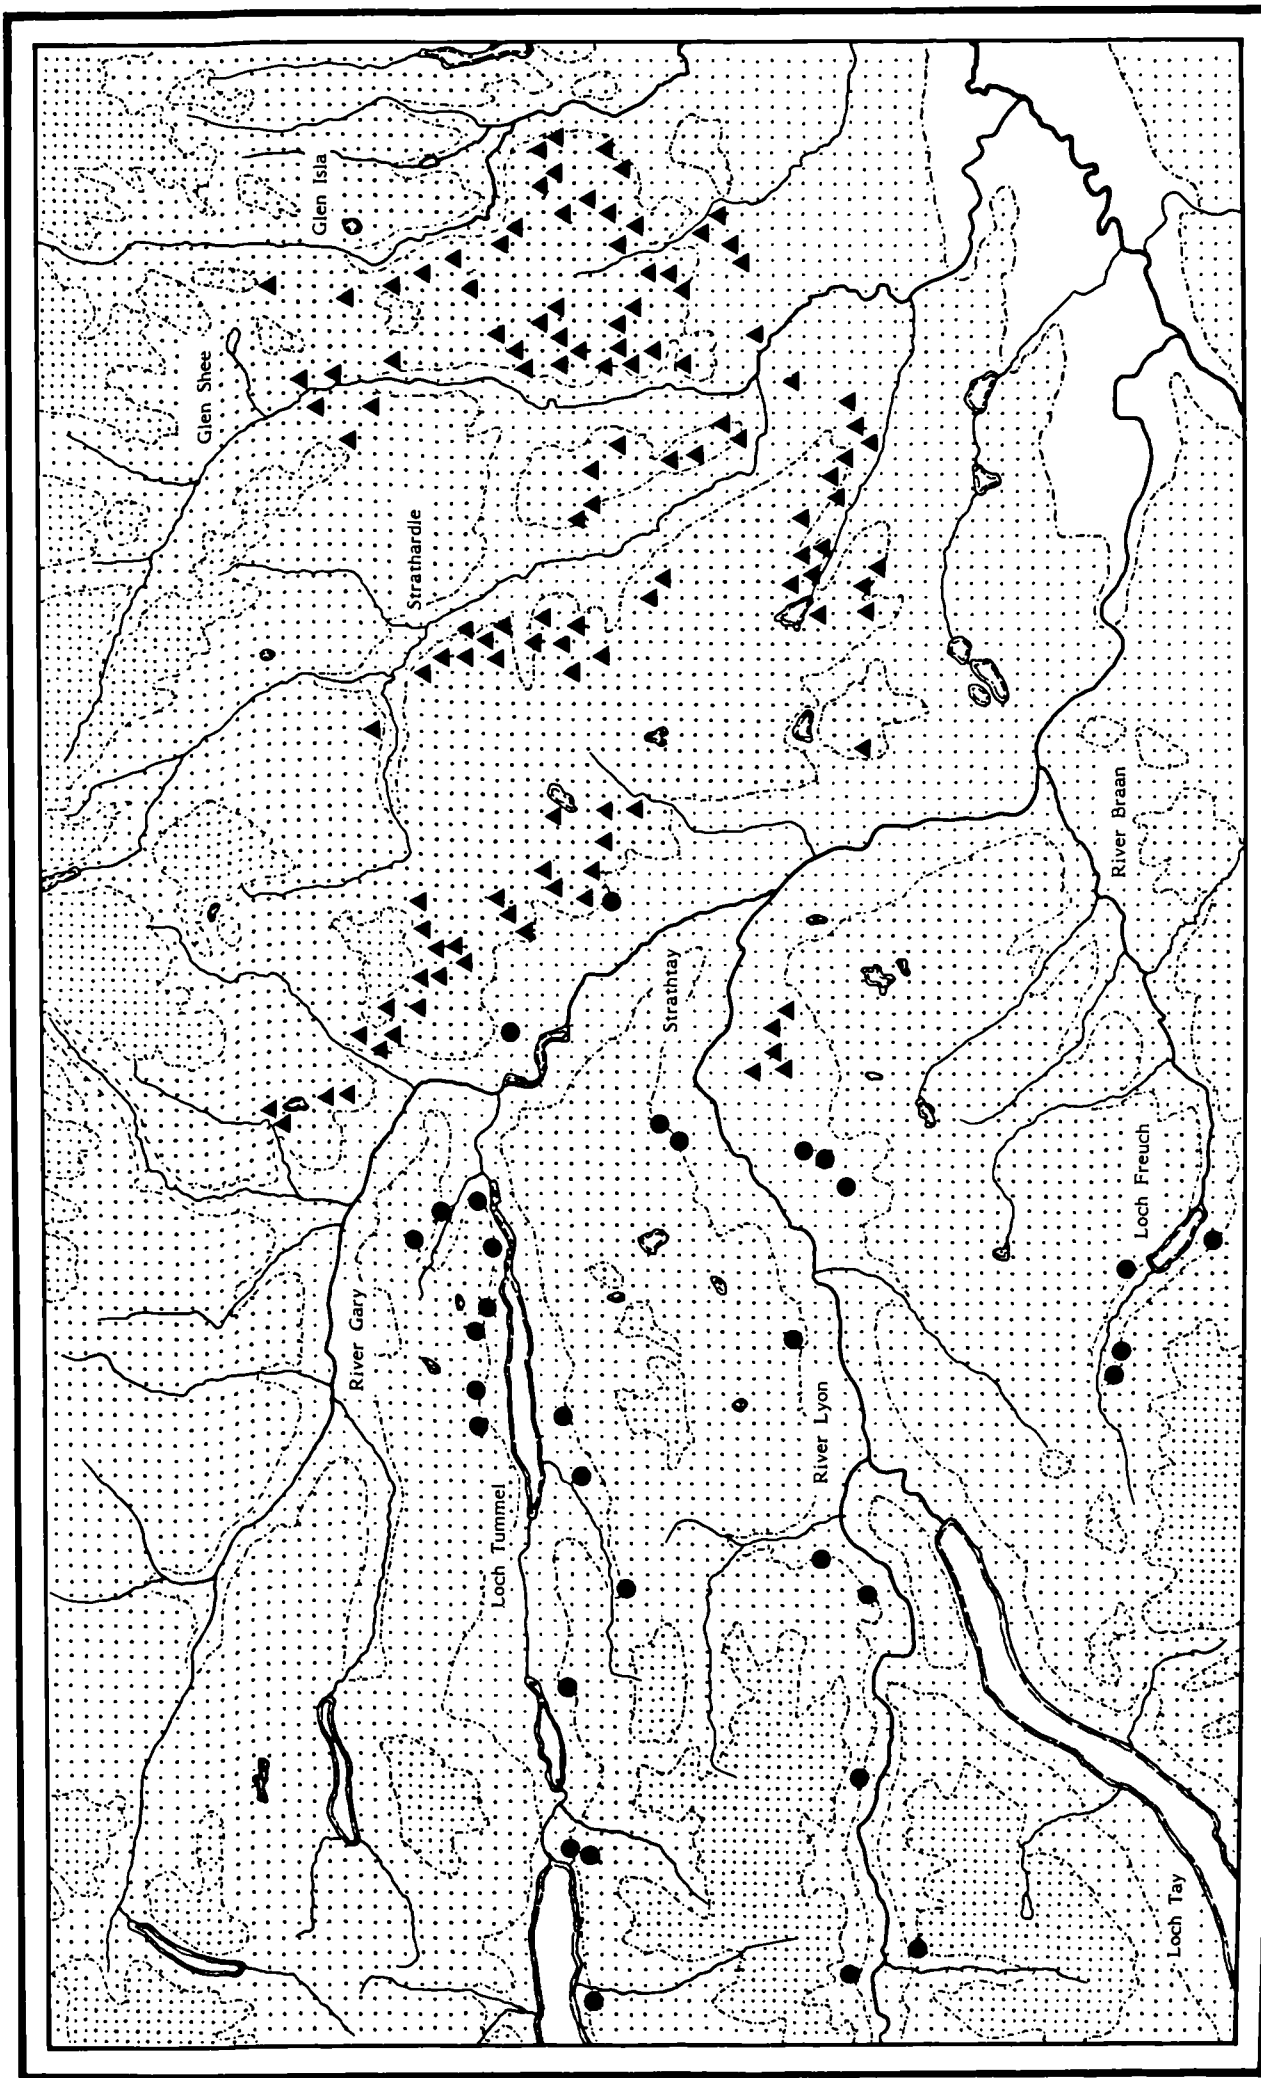 Glen Isla
Glen Shee
Strathardle
River Gary
Strathtay
River Braan
Loch Tummel
River Lyon
Loch Freuch
Loch Tay